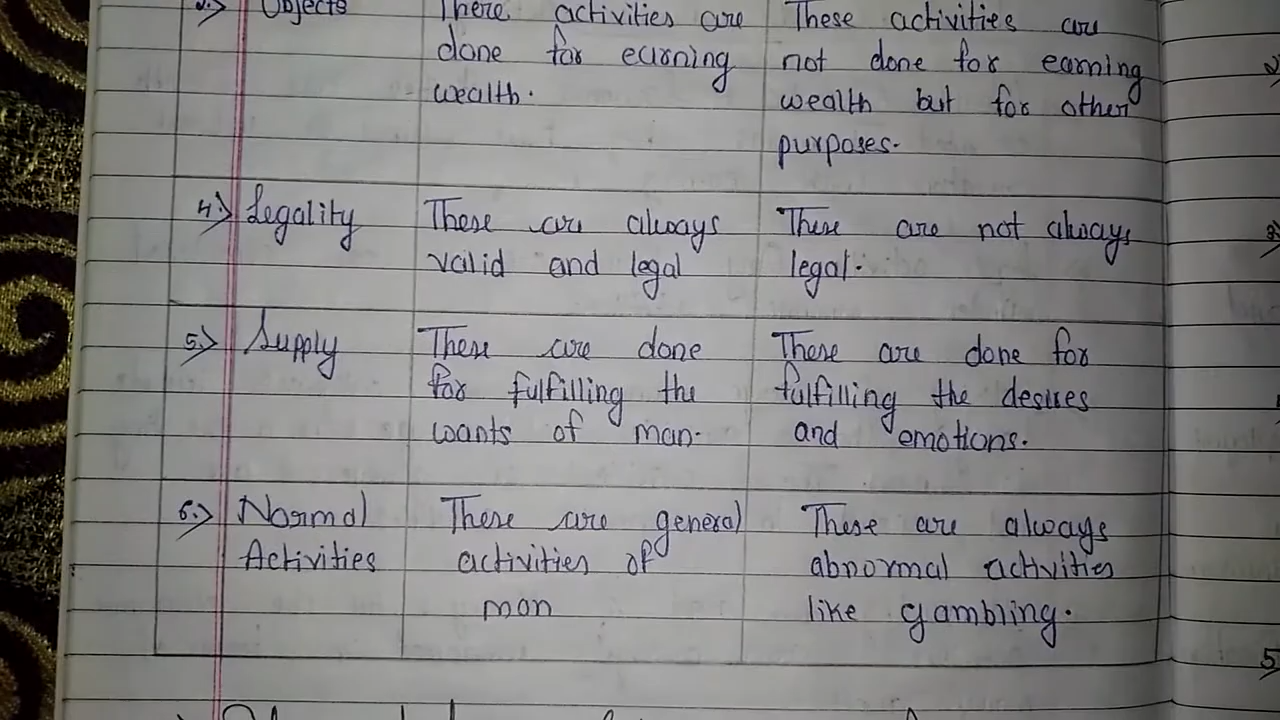 Objects There activities are These activities are
done for earning not done for earning
wealth. wealth but for other
purposes.
4.> Legality These are always These are not always
valid and legal legal.
5.> Supply These are done These are done for
for fulfilling the fulfilling the desires
wants of man. and emotions.
6.> Normal These are general These are always
Activities activities of abnormal activities
man like gambling.
5